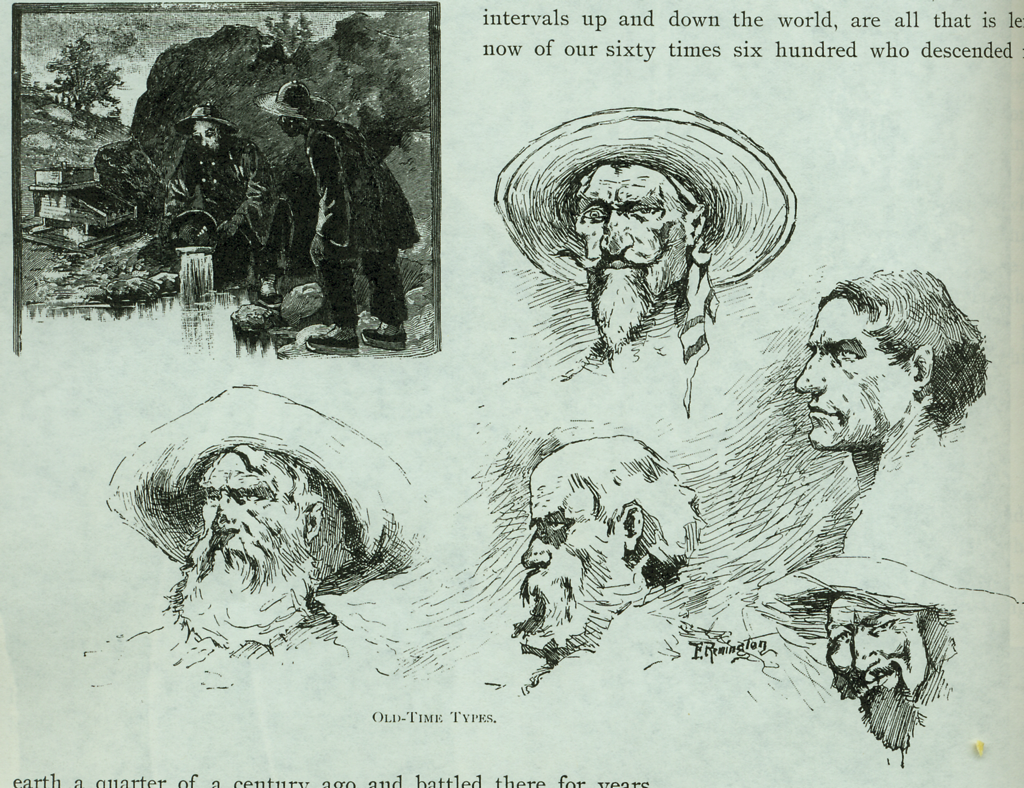 intervals up and down the world, are all that is
now of our sixty times six hundred who descended
F. Remington
Old-Time Types.
earth a quarter of a century ago and battled there for years